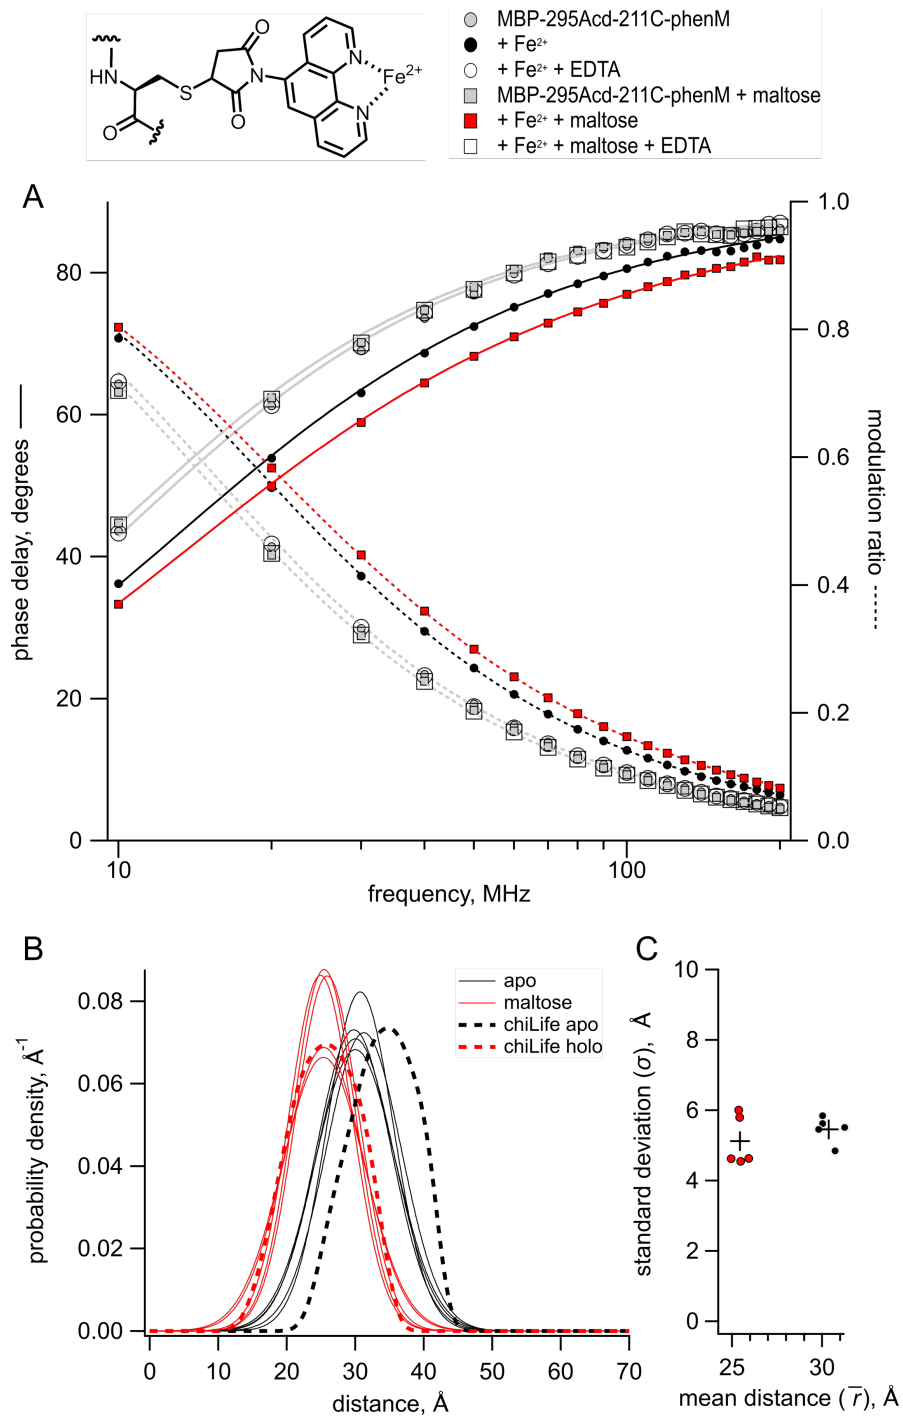 O
N
HN
S
N
Fe2+
O
O
N
MBP-295Acd-211C-phenM
+ Fe2+
+ Fe2+ + EDTA
MBP-295Acd-211C-phenM + maltose
+ Fe2+ + maltose
+ Fe2+ + maltose + EDTA
A
phase delay, degrees
80
60
40
20
0
1.0
0.8
0.6
0.4
0.2
0.0
modulation ratio
10
100
frequency, MHz
B
probability density, Å-1
0.08
0.06
0.04
0.02
0.00
apo
maltose
chiLife apo
chiLife holo
0 10 20 30 40 50 60 70
distance, Å
C
standard deviation (σ), Å
10
8
6
4
2
0
25 30
mean distance (r̅), Å